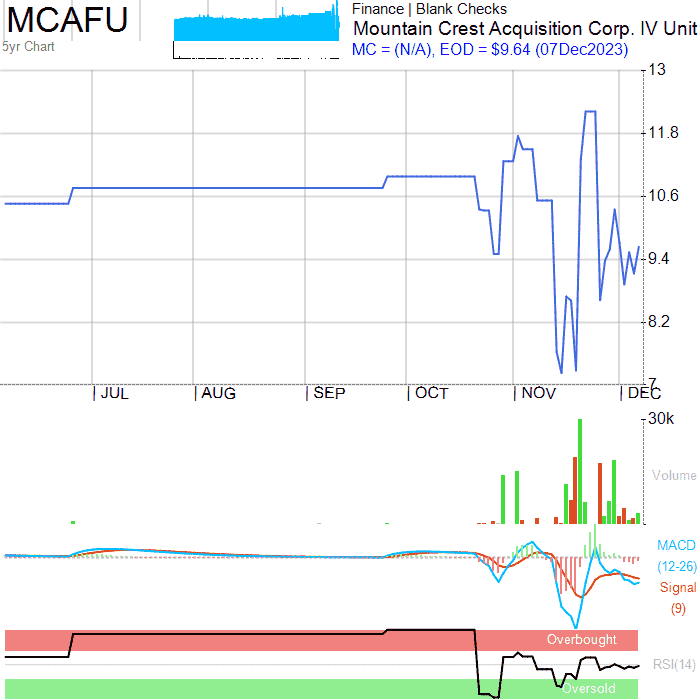 MCAFU
Finance | Blank Checks
Mountain Crest Acquisition Corp. IV Unit
5yr Chart
MC = (N/A), EOD = $9.64 (07Dec2023)
13
11.8
10.6
9.4
8.2
7
JUL
AUG
SEP
OCT
NOV
DEC
30k
Volume
MACD
(12-26)
Signal
(9)
Overbought
RSI(14)
Oversold